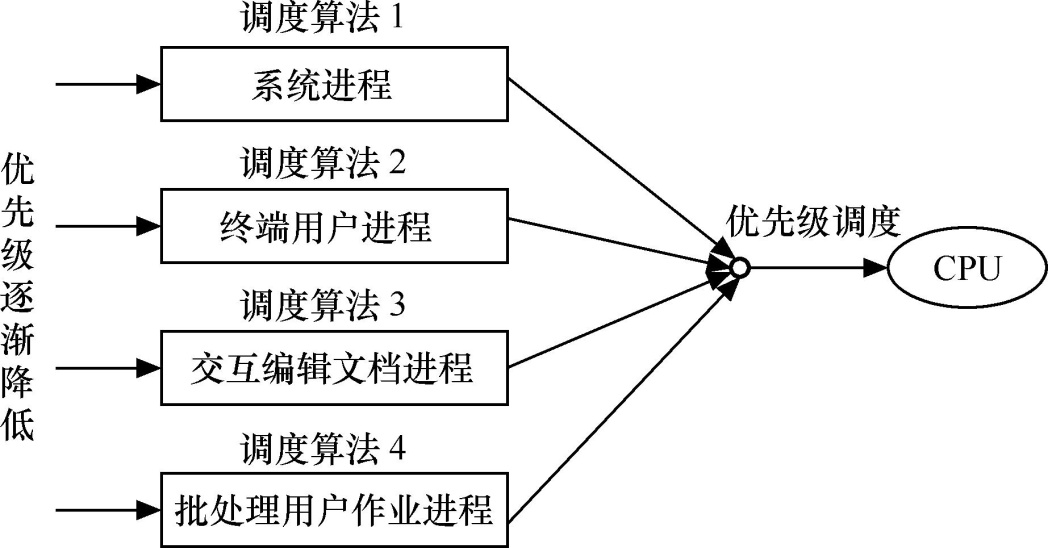 调度算法 1
系统进程
调度算法 2
终端用户进程
调度算法 3
交互编辑文档进程
调度算法 4
批处理用户作业进程
优先级逐渐降低
优先级调度
CPU